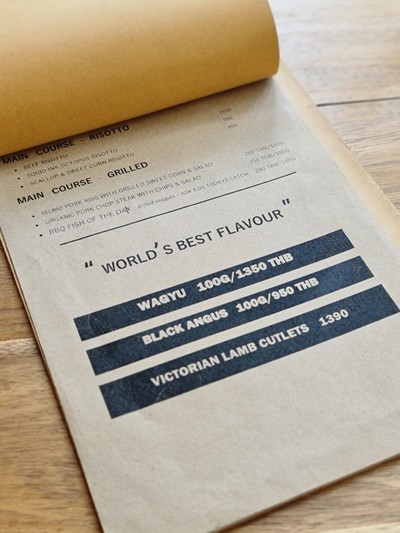 MAIN COURSE - RISOTTO
• BEEF RISOTTO
• SQUID INK OCTOPUS RISOTTO
• SCALLOP & SWEET CORN RISOTTO
MAIN COURSE - GRILLED
• PORK RIBS WITH GRILLED SWEET CORN & SALAD
• ORGANIC PORK CHOP STEAK WITH CHIPS & SALAD
• BBQ FISH OF THE DAY
" WORLD'S BEST FLAVOUR"
WAGYU 100G/1350 THB
BLACK ANGUS 100G/950 THB
VICTORIAN LAMB CUTLETS 1390